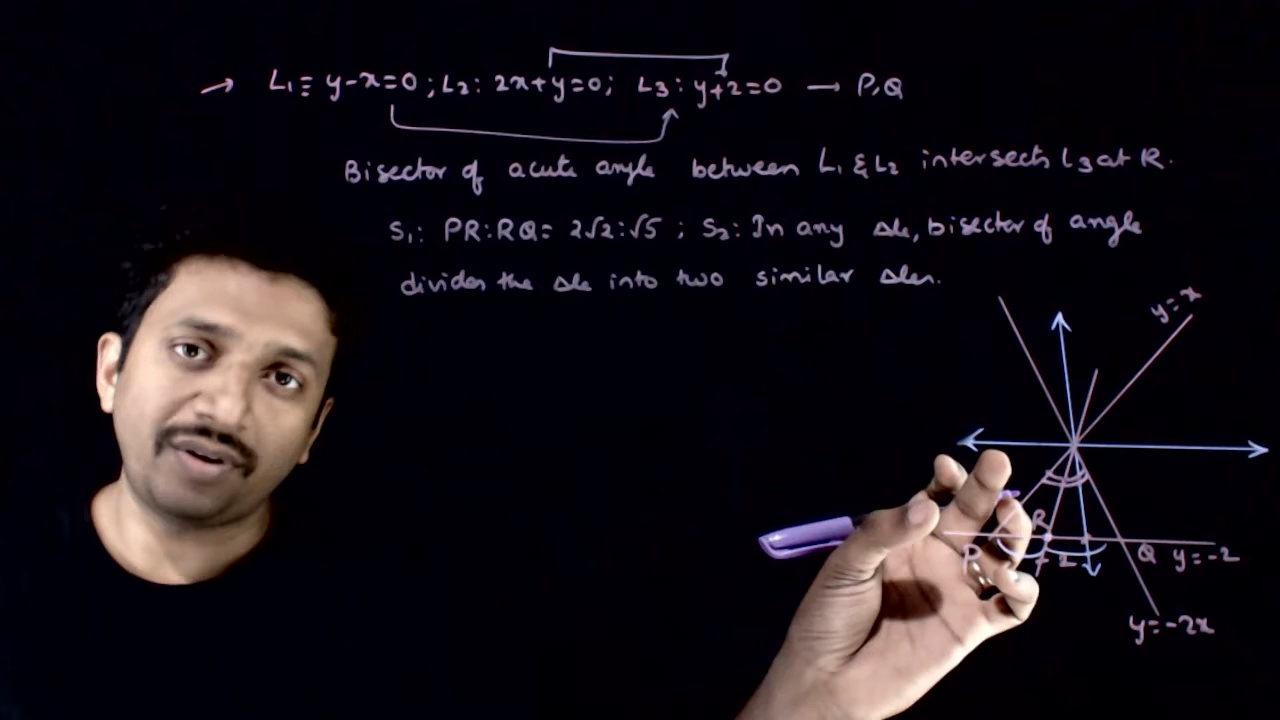 → L₁ ≡ y-x=0 ; L₂: 2x+y=0; L₃: y+2=0 → P,Q
Bisector of acute angle between L₁ & L₂ intersects L₃ at R.
S₁: PR:RQ = 2√2:√5 ; S₂: In any Δle, bisector of angle
divides the Δle into two similar Δles.
y=x
R
P
Q y=-2
y=-2x